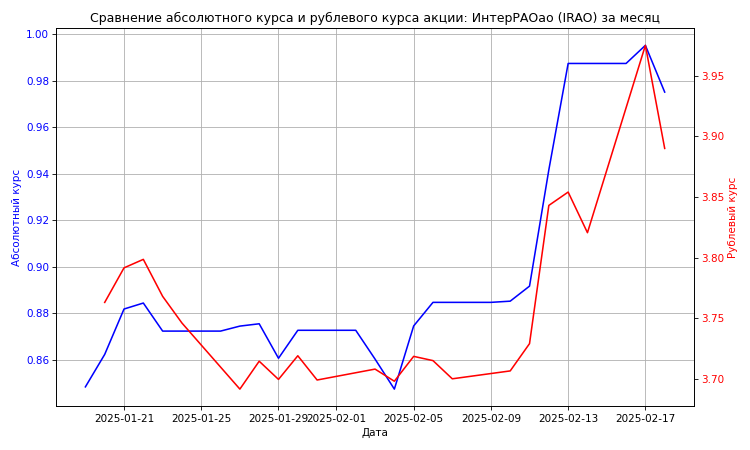 Сравнение абсолютного курса и рублевого курса акции: ИнтерРАОао (IRAO) за месяц
1.00
0.98
0.96
0.94
0.92
0.90
0.88
0.86
Абсолютный курс
3.95
3.90
3.85
3.80
3.75
3.70
Рублевый курс
2025-01-21 2025-01-25 2025-01-29 2025-02-01 2025-02-05 2025-02-09 2025-02-13 2025-02-17
Дата